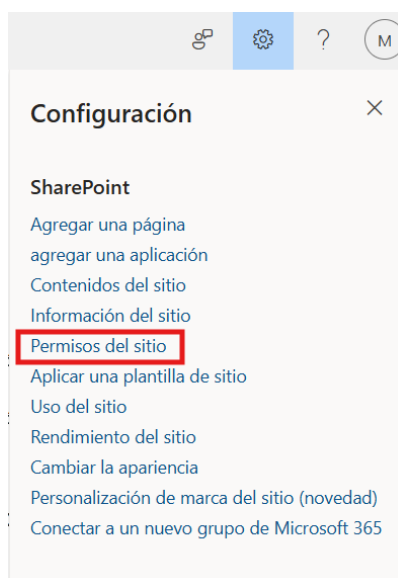 ?
M
Configuración
SharePoint
Agregar una página
agregar una aplicación
Contenidos del sitio
Información del sitio
Permisos del sitio
Aplicar una plantilla de sitio
Uso del sitio
Rendimiento del sitio
Cambiar la apariencia
Personalización de marca del sitio (novedad)
Conectar a un nuevo grupo de Microsoft 365